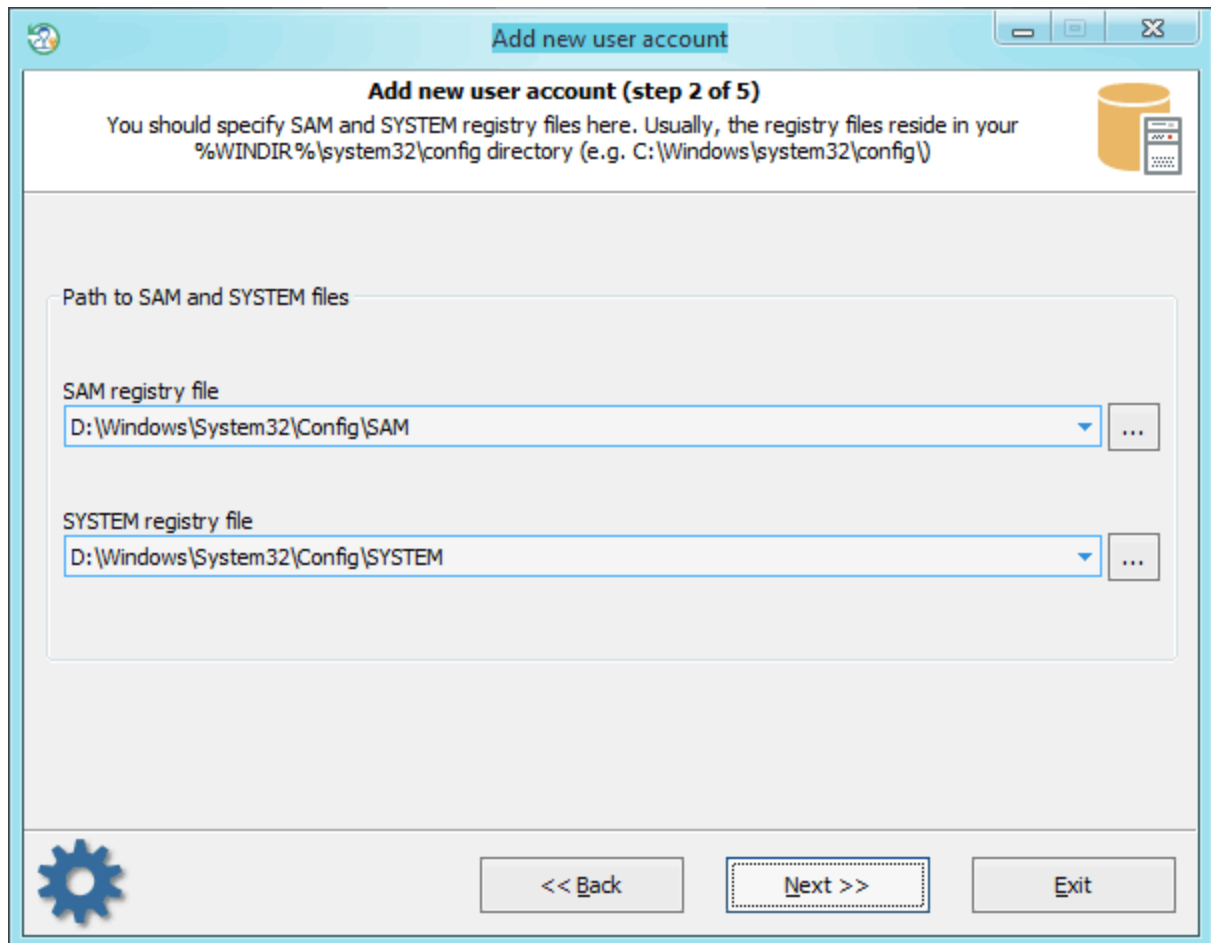 Add new user account
Add new user account (step 2 of 5)
You should specify SAM and SYSTEM registry files here. Usually, the registry files reside in your
%WINDIR%\system32\config directory (e.g. C:\Windows\system32\config\)
Path to SAM and SYSTEM files
SAM registry file
D:\Windows\System32\Config\SAM
...
SYSTEM registry file
D:\Windows\System32\Config\SYSTEM
...
<< Back
Next >>
Exit